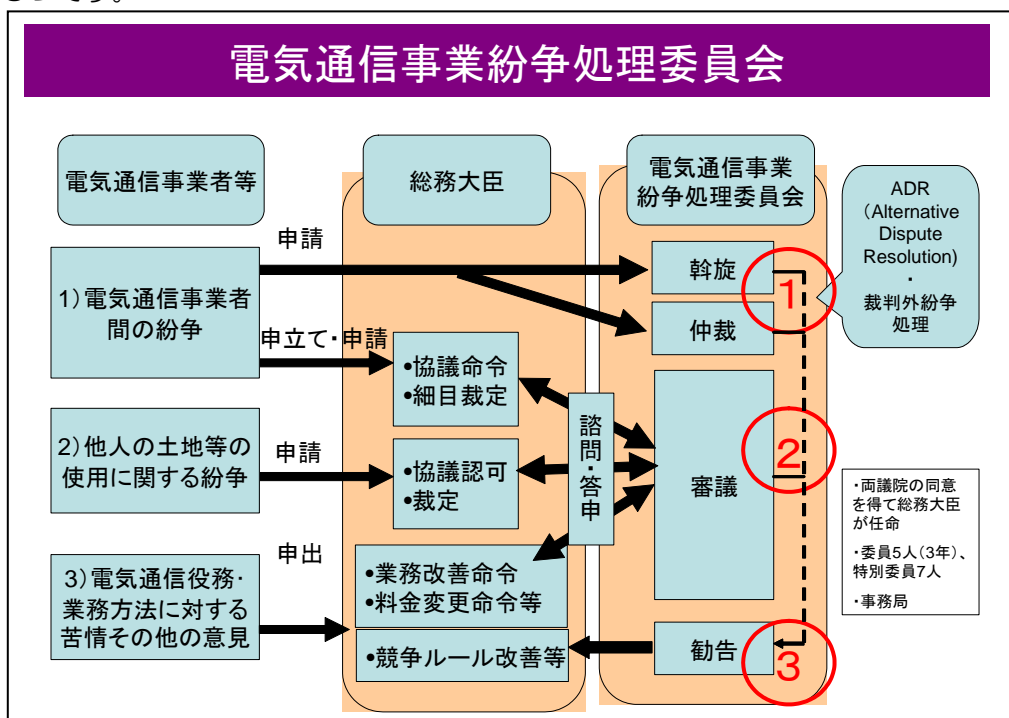 電気通信事業紛争処理委員会
電気通信事業者等
総務大臣
電気通信事業
紛争処理委員会
ADR
(Alternative
Dispute
Resolution)
・
裁判外紛争
処理
申請
1)電気通信事業者
間の紛争
斡旋
1
仲裁
申立て・申請
•協議命令
•細目裁定
諮問・答申
2)他人の土地等の
使用に関する紛争
申請
•協議認可
•裁定
審議
2
・両議院の同意
を得て総務大臣
が任命
・委員5人(3年)、
特別委員7人
・事務局
3)電気通信役務・
業務方法に対する
苦情その他の意見
申出
•業務改善命令
•料金変更命令等
•競争ルール改善等
勧告
3